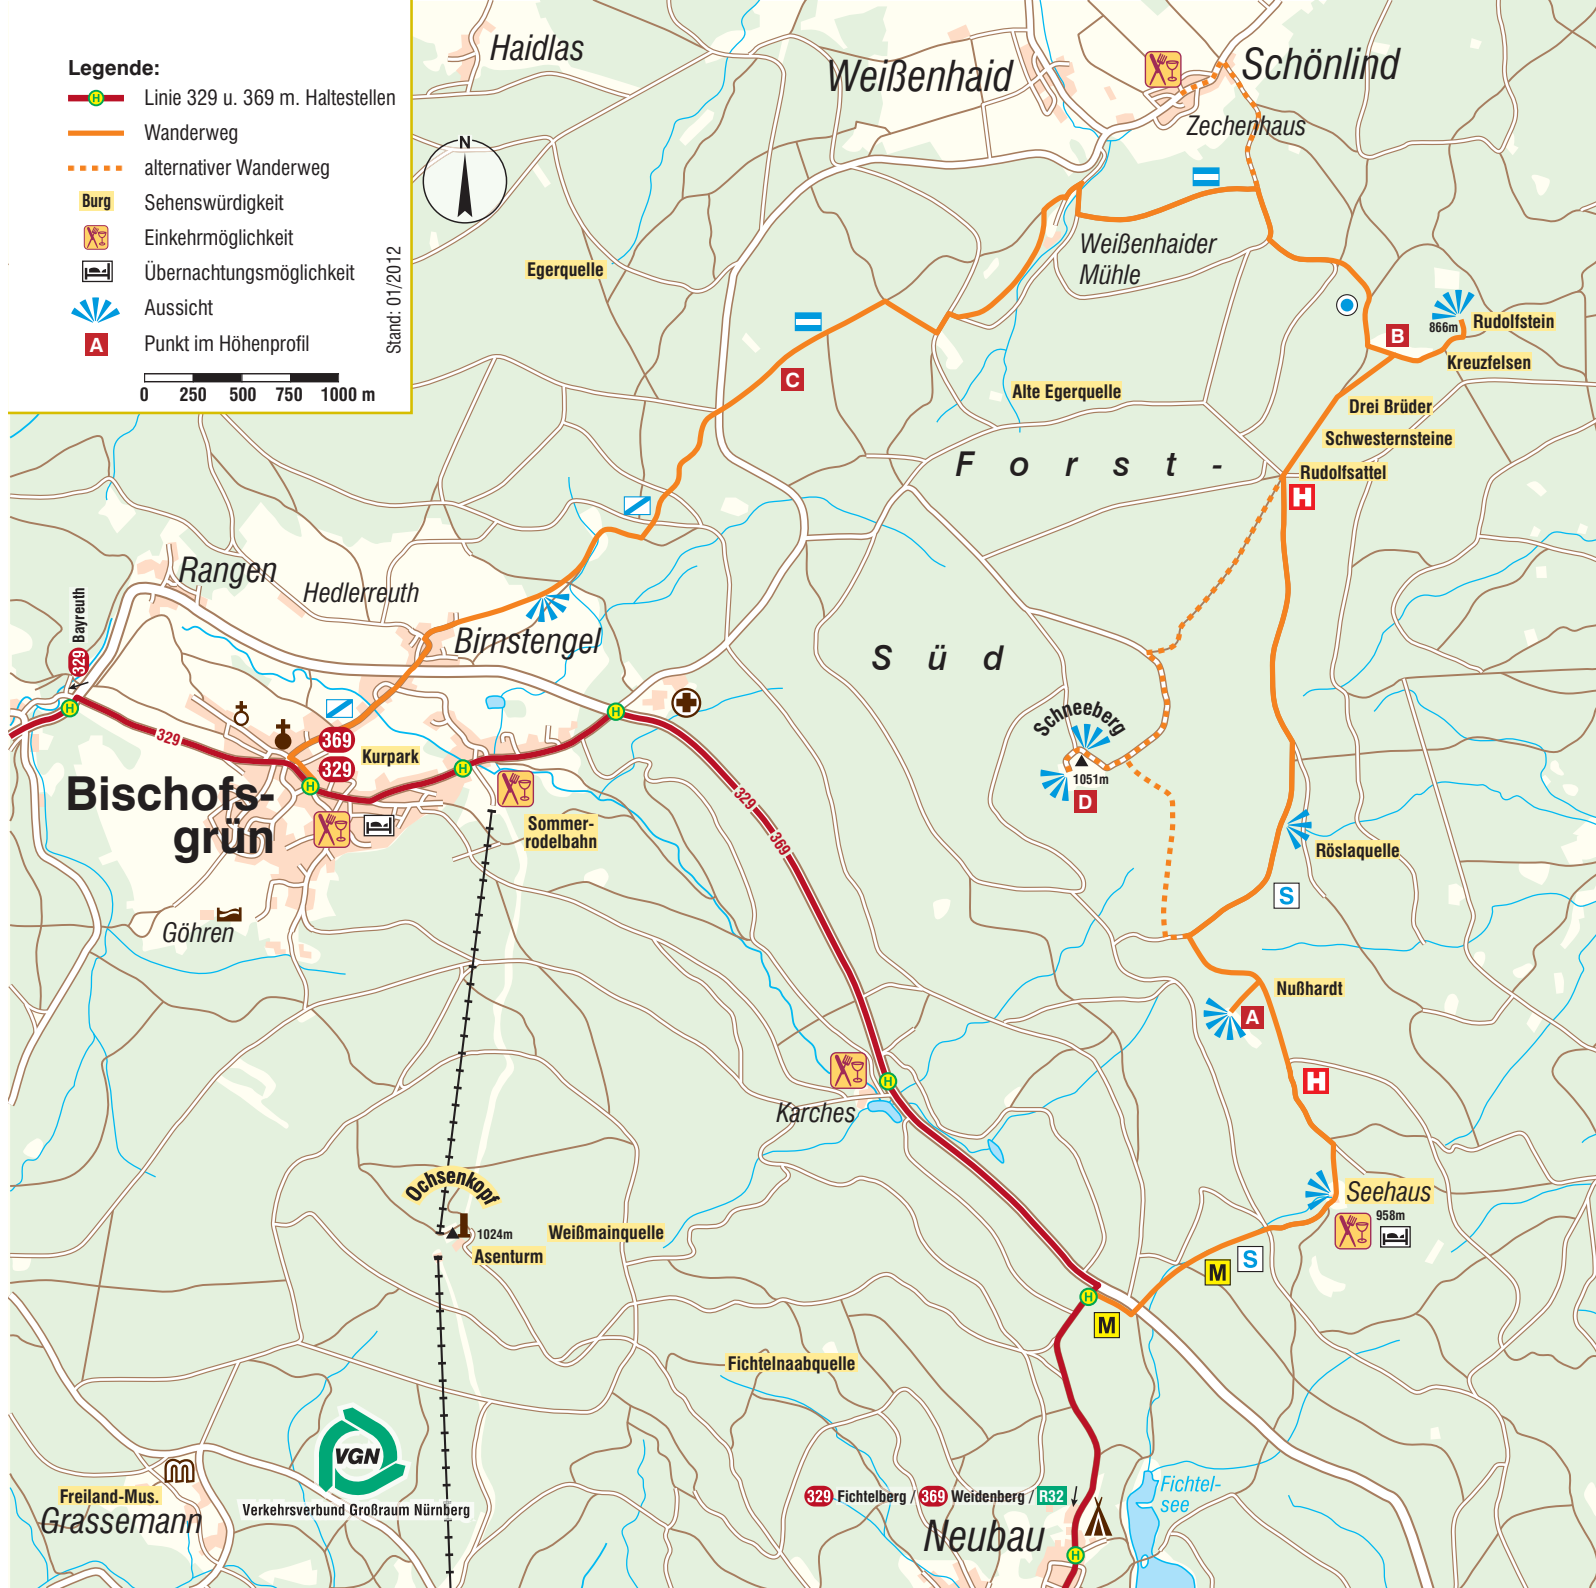 Legende:
H
Linie 329 u. 369 m. Haltestellen
Wanderweg
alternativer Wanderweg
Burg
Sehenswürdigkeit
Einkehrmöglichkeit
Übernachtungsmöglichkeit
Aussicht
A
Punkt im Höhenprofil
0 250 500 750 1000 m
Stand: 01/2012
N
Haidlas
Weißenhaid
Schönlind
Zechenhaus
Weißenhaider
Mühle
Egerquelle
866m
Rudolfstein
B
Kreuzfelsen
C
Alte Egerquelle
Drei Brüder
Schwesternsteine
Rudolfsattel
H
Forst-
Süd
Rangen
Hedlerreuth
Birnstengel
329 Bayreuth
H
329
369
329
H
Kurpark
H
H
Bischofs-
grün
Sommer-
rodelbahn
Göhren
329
369
Schneeberg
1051m
D
Röslaquelle
S
Nußhardt
A
H
Karches
H
Seehaus
958m
S
M
H
M
Ochsenkopf
1024m
Asenturm
Weißmainquelle
Fichtelnaabquelle
VGN
Verkehrsverbund Großraum Nürnberg
Freiland-Mus.
Grassemann
329 Fichtelberg / 369 Weidenberg / R32
Neubau
H
Fichtel-
see